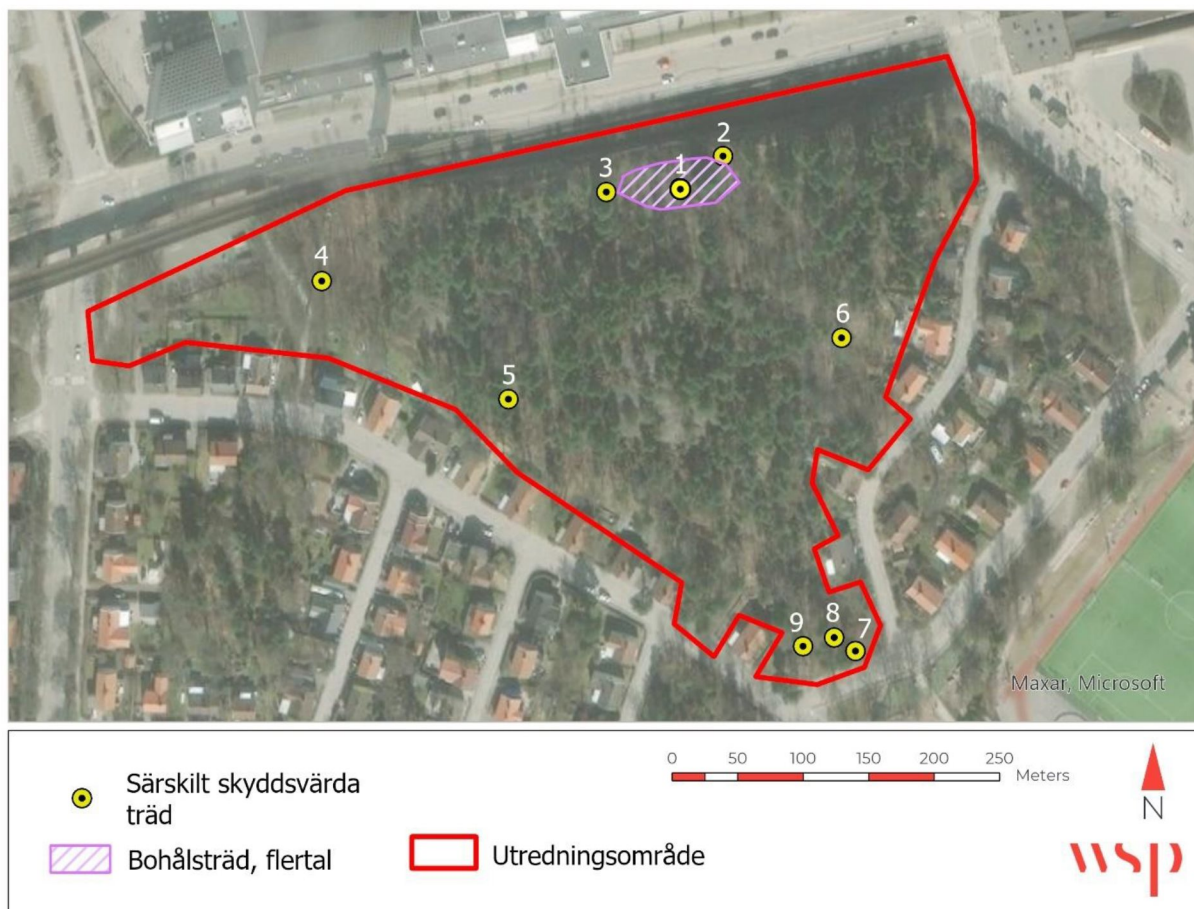 2
3
1
4
6
5
8
9
7
Maxar, Microsoft
0 50 100 150 200 250
Meters
Särskilt skyddsvärda
träd
Bohålsträd, flertal
Utredningsområde
N
wsp